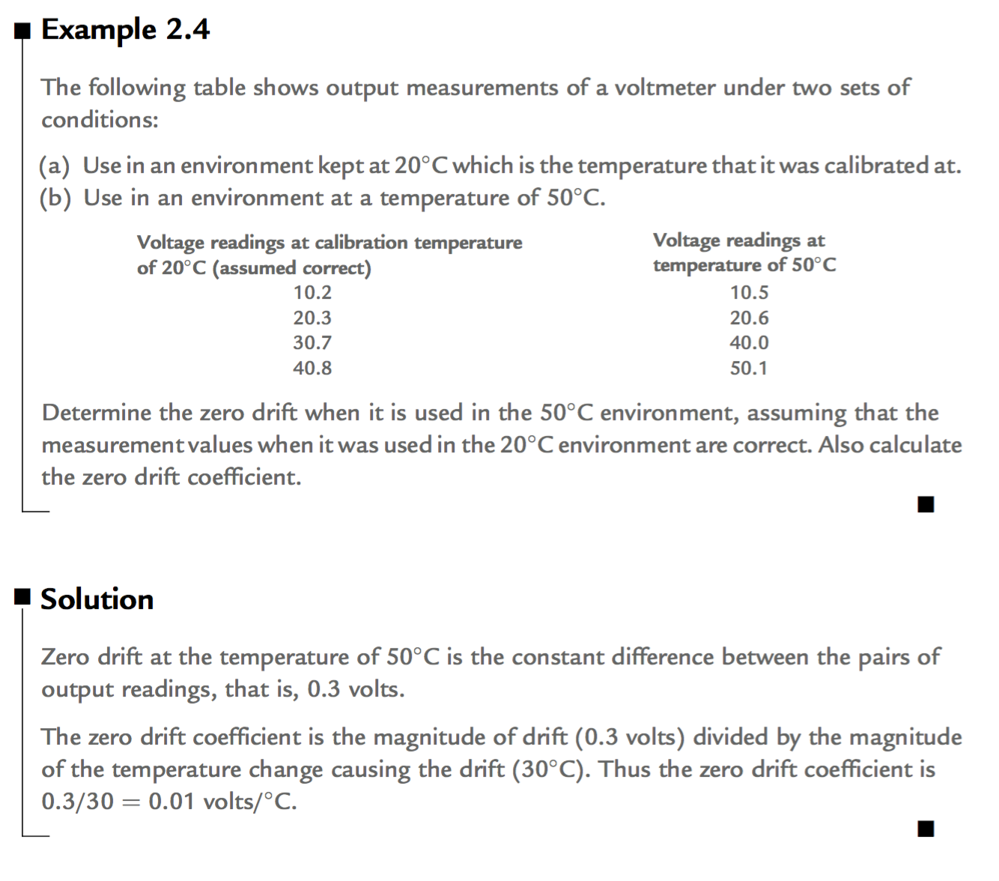 Example 2.4
The following table shows output measurements of a voltmeter under two sets of
conditions:
(a) Use in an environment kept at 20°C which is the temperature that it was calibrated at.
(b) Use in an environment at a temperature of 50°C.
Voltage readings at calibration temperature
of 20°C (assumed correct)
Voltage readings at
temperature of 50°C
10.2 10.5
20.3 20.6
30.7 40.0
40.8 50.1
Determine the zero drift when it is used in the 50°C environment, assuming that the
measurement values when it was used in the 20°C environment are correct. Also calculate
the zero drift coefficient.
Solution
Zero drift at the temperature of 50°C is the constant difference between the pairs of
output readings, that is, 0.3 volts.
The zero drift coefficient is the magnitude of drift (0.3 volts) divided by the magnitude
of the temperature change causing the drift (30°C). Thus the zero drift coefficient is
0.3/30 = 0.01 volts/°C.